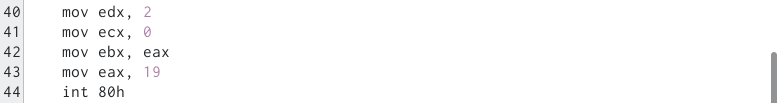 40 mov edx, 2
41 mov ecx, 0
42 mov ebx, eax
43 mov eax, 19
44 int 80h